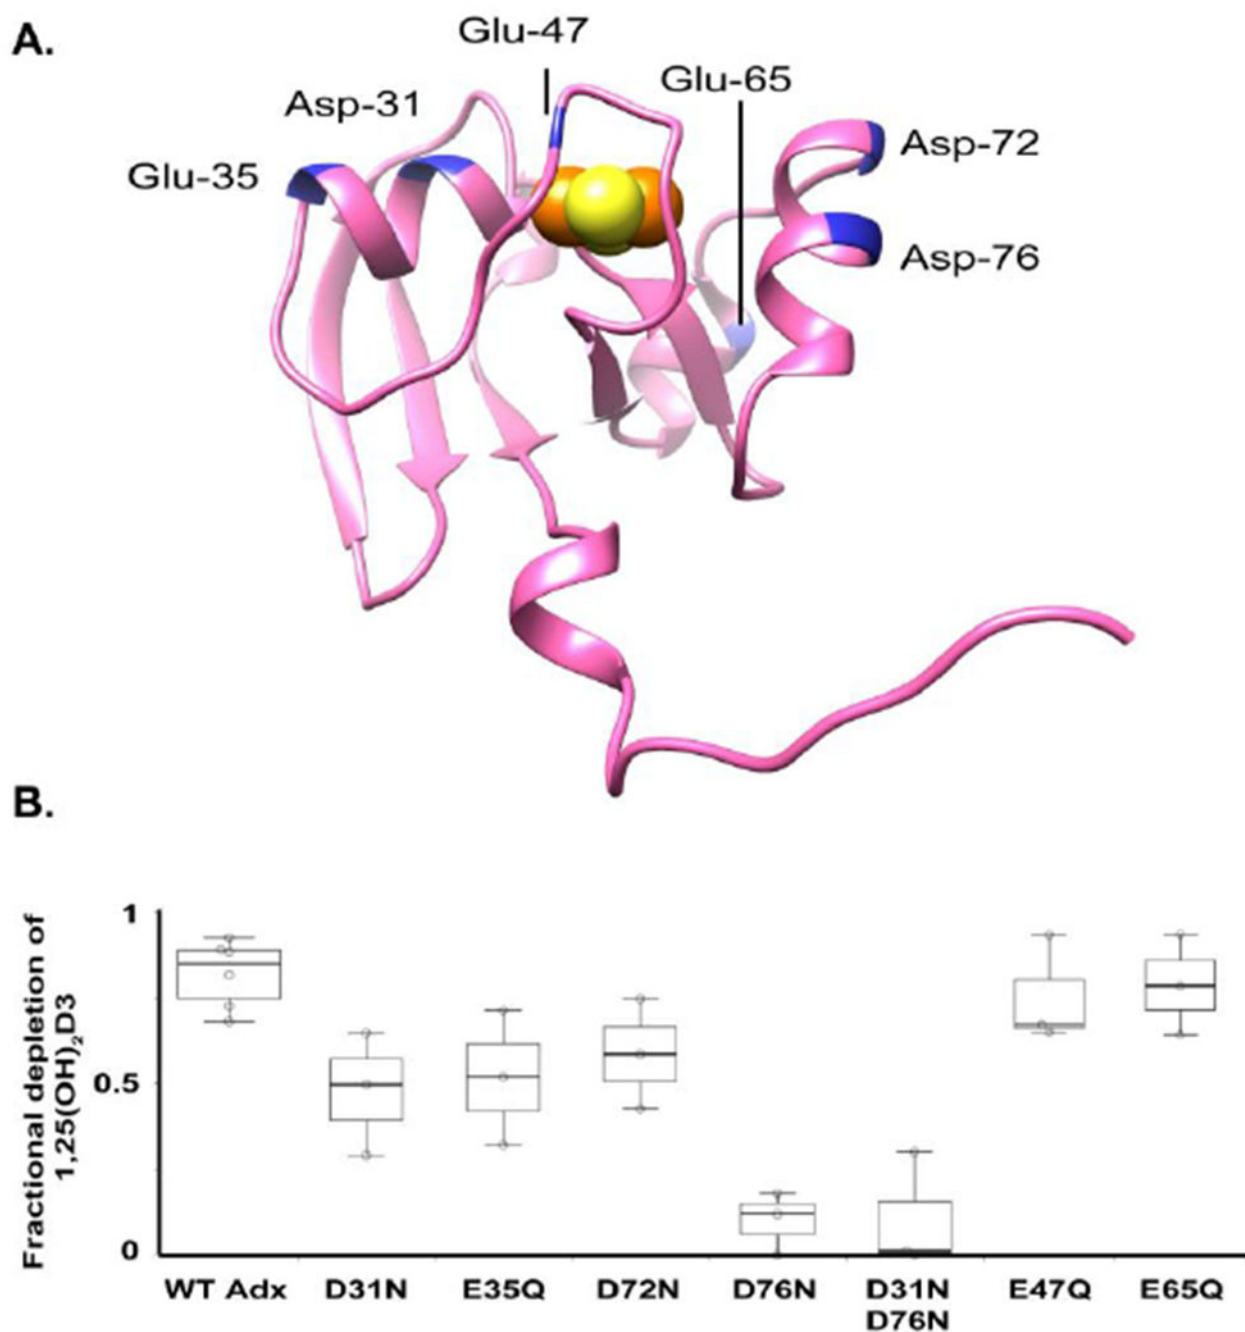 A.
Glu-47
Glu-65
Asp-31
Asp-72
Glu-35
Asp-76
B.
Fractional depletion of
1,25(OH)₂D3
1
0.5
0
WT Adx D31N E35Q D72N D76N D31N E47Q E65Q
D76N